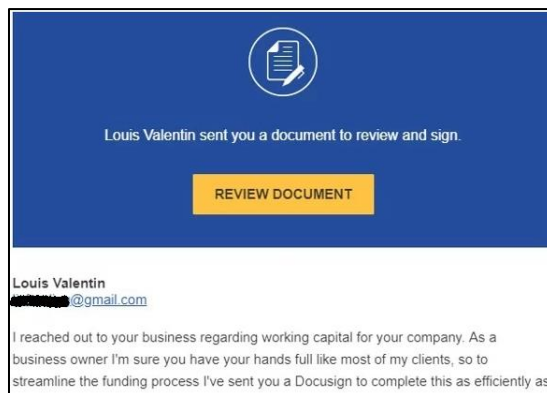 Louis Valentin sent you a document to review and sign.
REVIEW DOCUMENT
Louis Valentin
@gmail.com
I reached out to your business regarding working capital for your company. As a
business owner I'm sure you have your hands full like most of my clients, so to
streamline the funding process I've sent you a Docusign to complete this as efficiently as